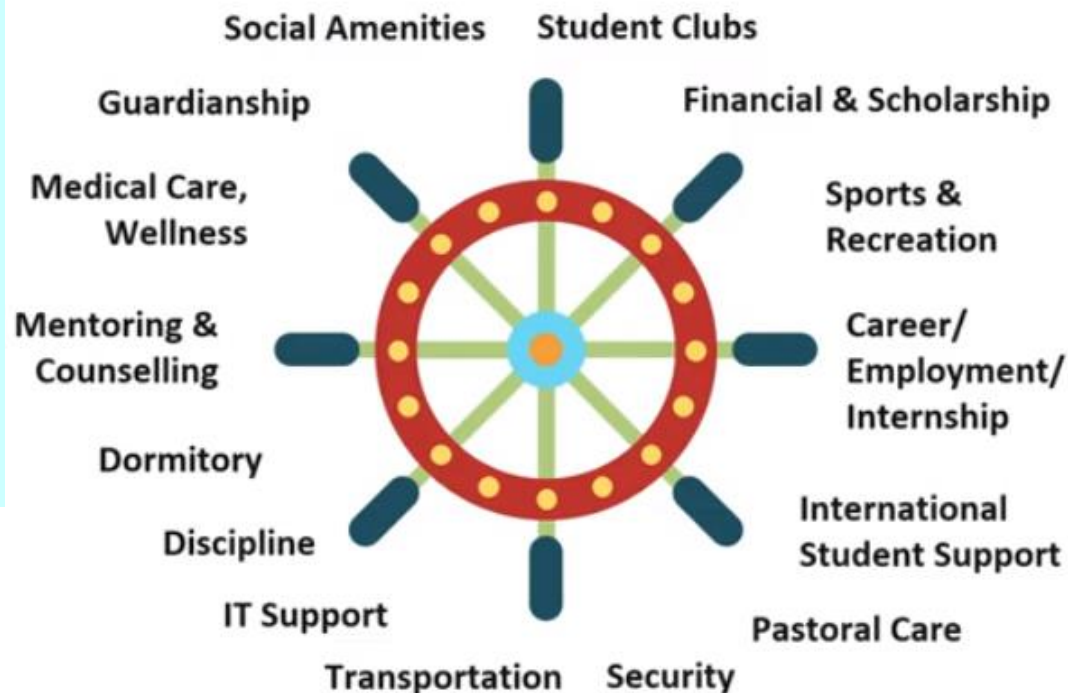 Social Amenities
Student Clubs
Guardianship
Financial & Scholarship
Medical Care,
Wellness
Sports &
Recreation
Mentoring &
Counselling
Career/
Employment/
Internship
Dormitory
International
Student Support
Discipline
IT Support
Pastoral Care
Transportation
Security